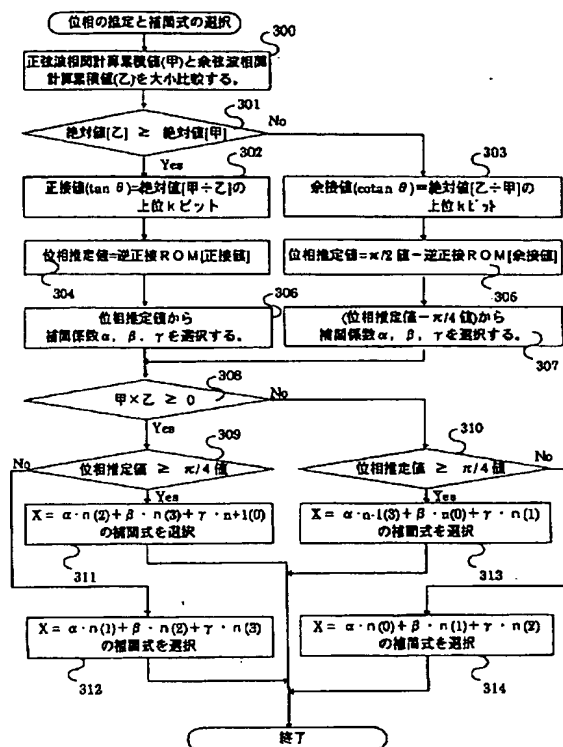 位相の推定と補間式の選択
300
正弦波相関計算累積値(甲)と余弦波相関
計算累積値(乙)を大小比較する。
301
絶対値[乙] ≥ 絶対値[甲]
No
Yes
302
303
正接値(tan θ)=絶対値[甲÷乙]の
上位kビット
余接値(cotan θ)=絶対値[乙÷甲]の
上位kビット
位相推定値=逆正接ROM[正接値]
位相推定値=π/2値-逆正接ROM[余接値]
304
306
305
位相推定値から
補間係数α, β, γを選択する。
(位相推定値-π/4値)から
補間係数α, β, γを選択する。
307
308
甲×乙 ≥ 0
No
Yes
309
310
No
位相推定値 ≥ π/4値
位相推定値 ≥ π/4値
No
Yes
Yes
X = α・n(2)+β・n(3)+γ・n+1(0)
の補間式を選択
X = α・n-1(3)+β・n(0)+γ・n(1)
の補間式を選択
311
313
X = α・n(1)+β・n(2)+γ・n(3)
の補間式を選択
X = α・n(0)+β・n(1)+γ・n(2)
の補間式を選択
312
314
終了